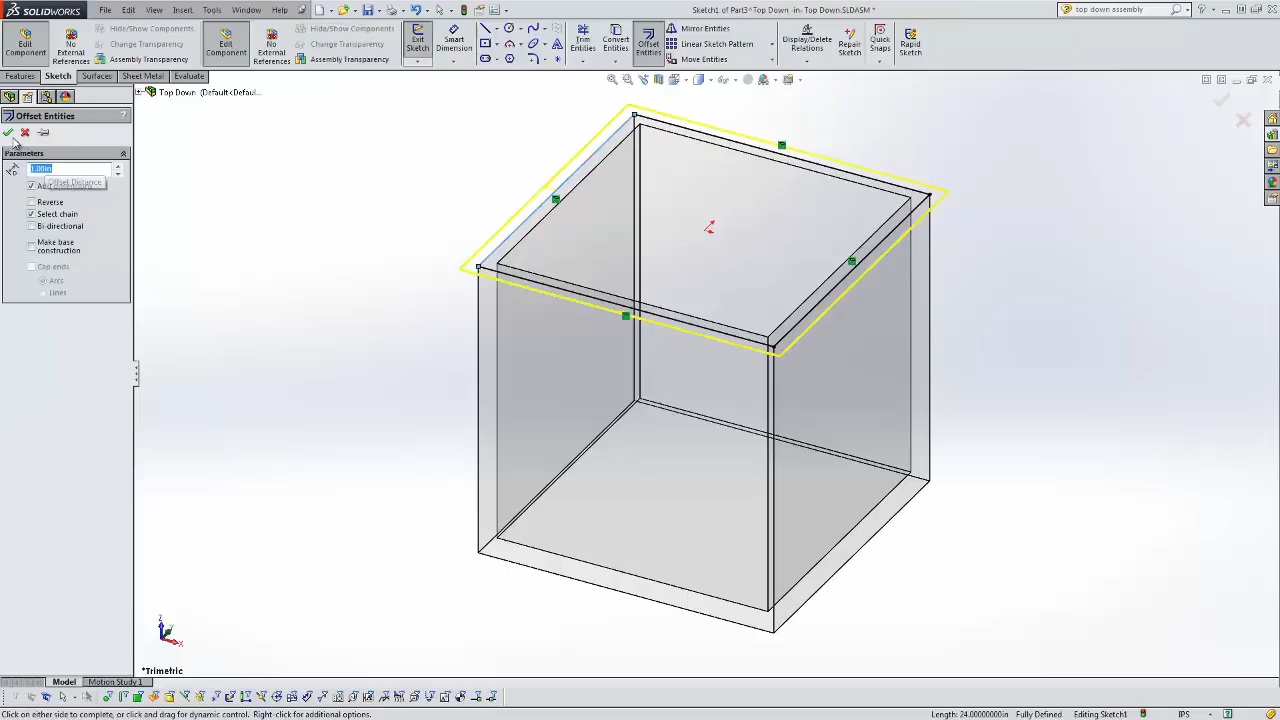 SOLIDWORKS File Edit View Insert Tools Window Help Sketch1 of Part3^Top Down -in- Top Down.SLDASM * top down assembly
Edit Component
No External References
Hide/Show Components
Change Transparency
Assembly Transparency
Edit Component
No External References
Hide/Show Components
Change Transparency
Assembly Transparency
Exit Sketch
Smart Dimension
Trim Entities
Convert Entities
Offset Entities
Mirror Entities
Linear Sketch Pattern
Move Entities
Display/Delete Relations
Repair Sketch
Quick Snaps
Rapid Sketch
Features Sketch Surfaces Sheet Metal Evaluate
Top Down (Default<Defaul...
Offset Entities ?
Parameters
1.00in
Offset Distance
Reverse
Select chain
Bi-directional
Make base
construction
Cap ends
Arcs
Lines
Z
Y
X
*Trimetric
Model Motion Study 1
Click on either side to complete, or click and drag for dynamic control. Right-click for additional options. Length: 24.00000000in Fully Defined Editing Sketch1 IPS